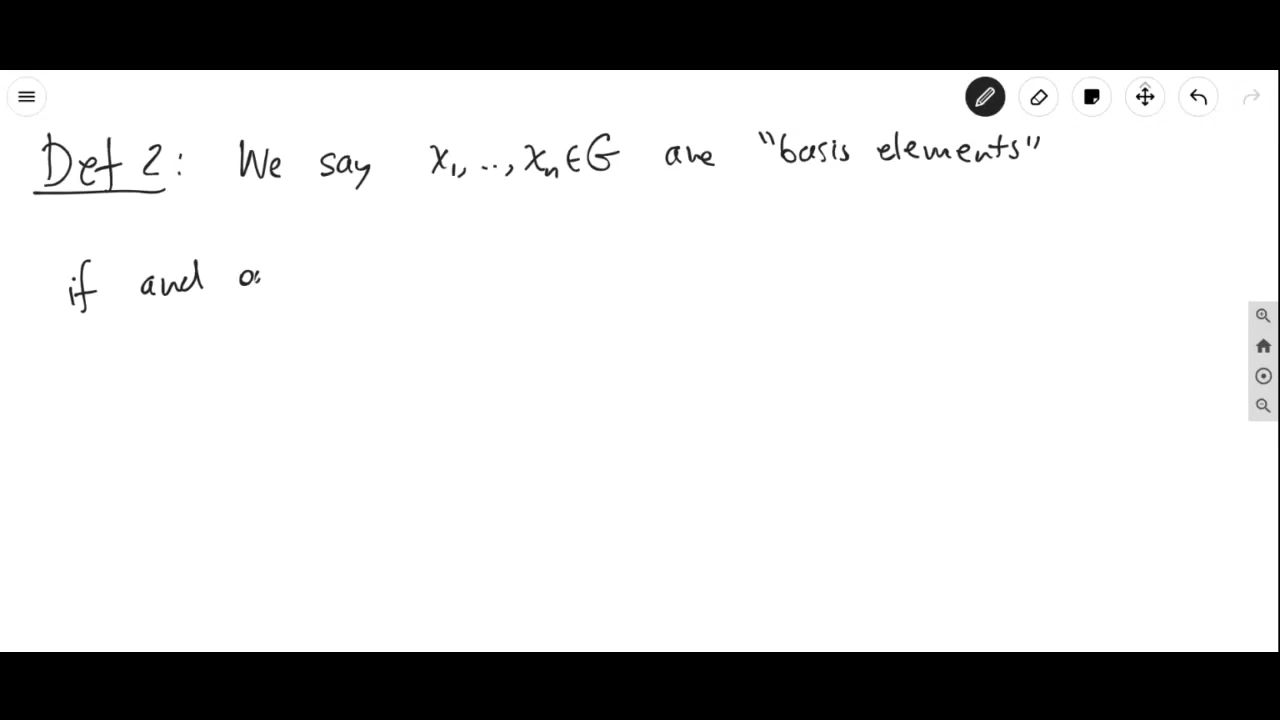 Def 2: We say x₁, .., xₙ ∈ G are "basis elements"
if and